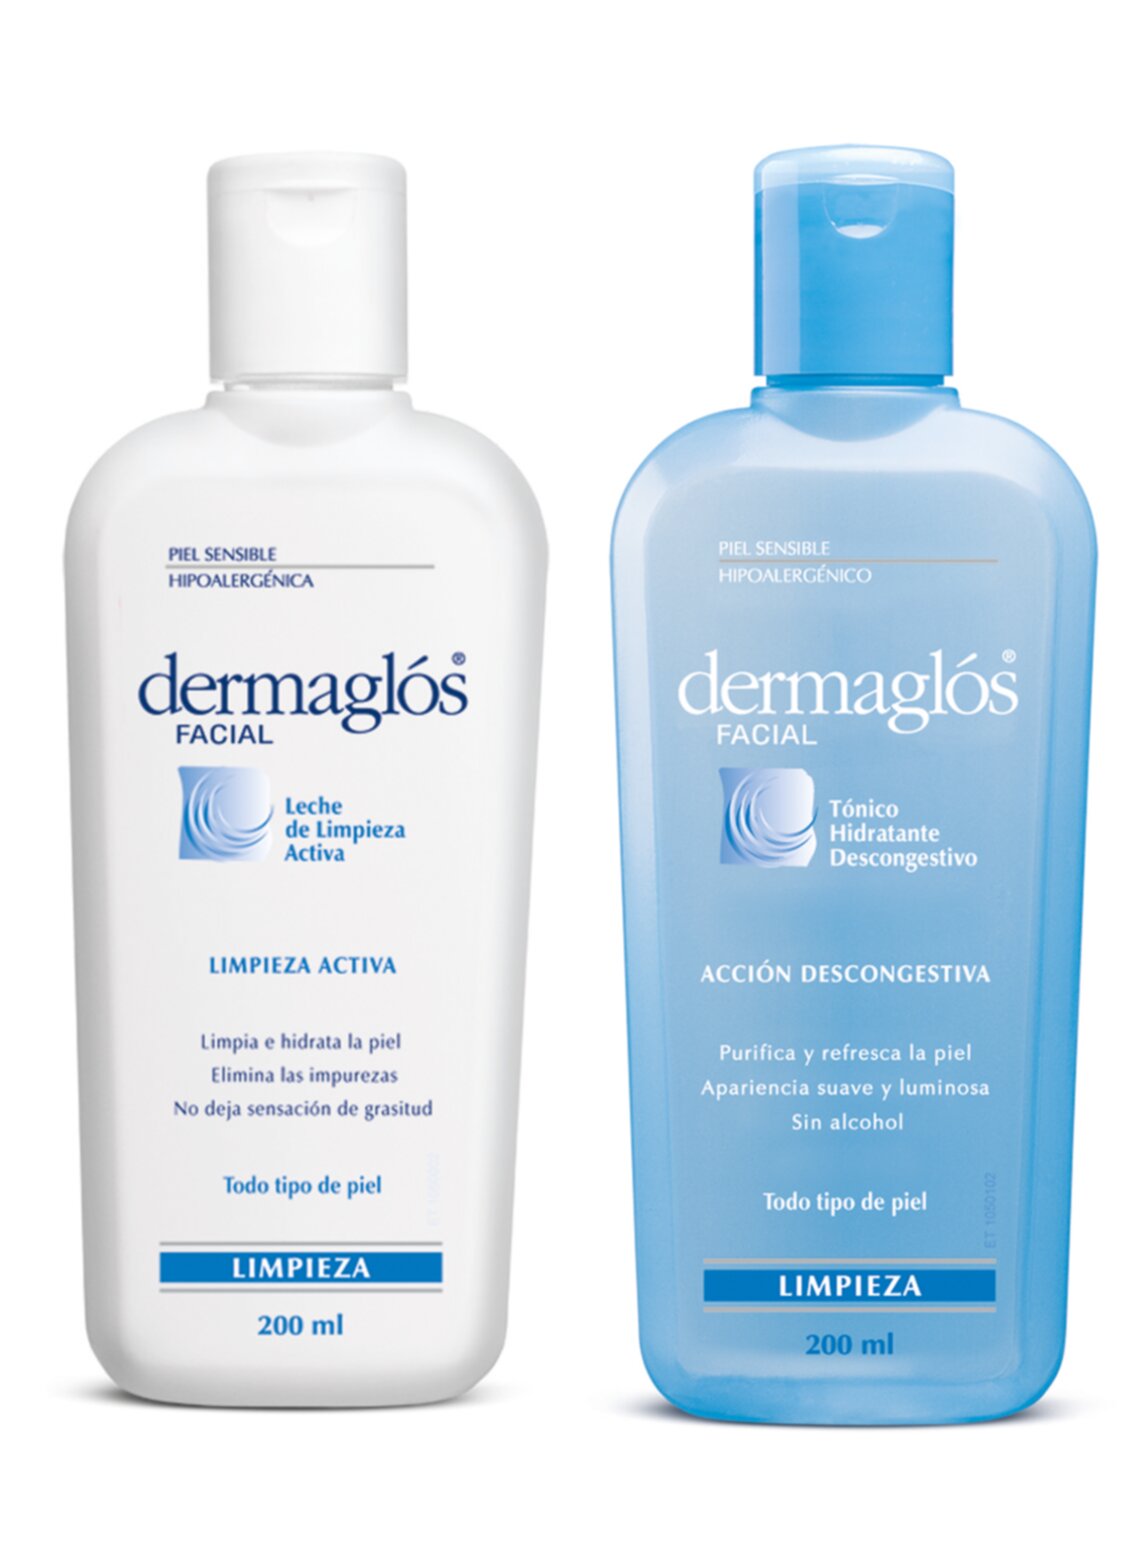 PIEL SENSIBLE
HIPOALERGÉNICA
dermaglós®
FACIAL
Leche
de Limpieza
Activa
LIMPIEZA ACTIVA
Limpia e hidrata la piel
Elimina las impurezas
No deja sensación de grasitud
Todo tipo de piel
LIMPIEZA
200 ml
PIEL SENSIBLE
HIPOALERGÉNICO
dermaglós®
FACIAL
Tónico
Hidratante
Descongestivo
ACCIÓN DESCONGESTIVA
Purifica y refresca la piel
Apariencia suave y luminosa
Sin alcohol
Todo tipo de piel
ET 1050102
LIMPIEZA
200 ml